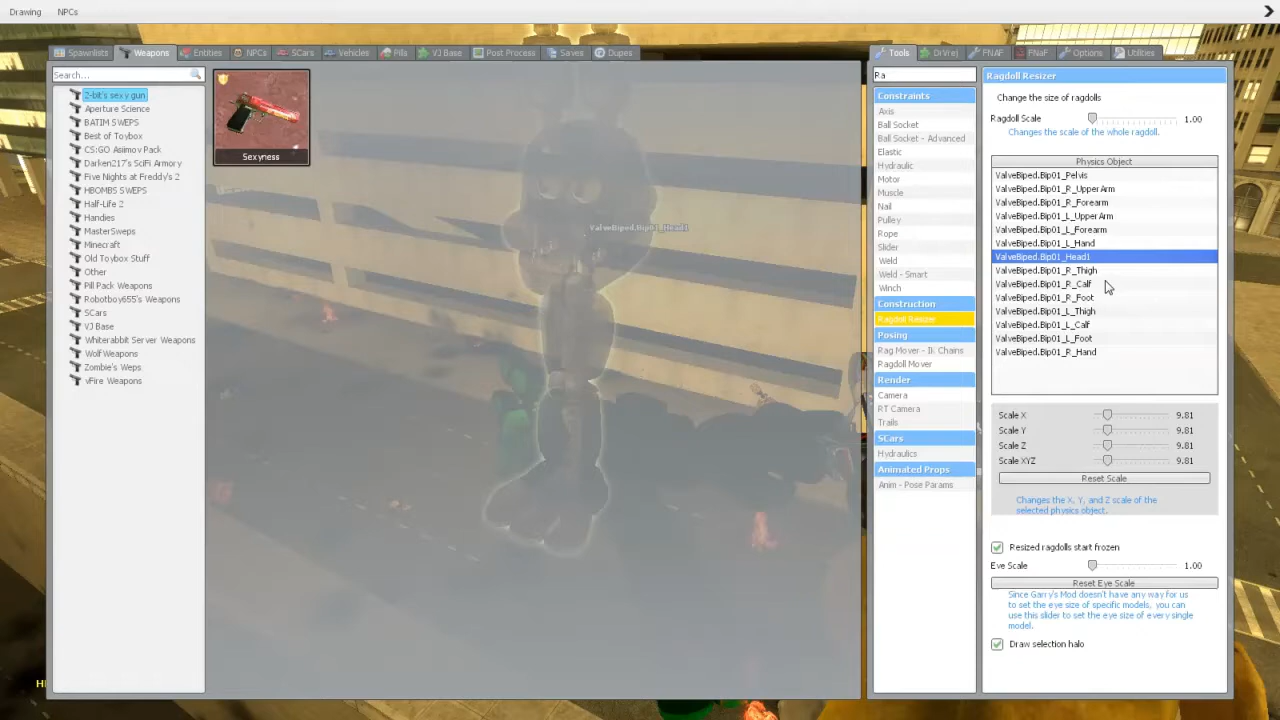 Drawing NPCs
Spawnlists Weapons Entities NPCs SCars Vehicles Pills VJ Base Post Process Saves Dupes
Tools DrVrej FNAF FNaF Options Utilities
Search...
2-bit's sexy gun
Aperture Science
BATIM SWEPS
Best of Toybox
CS:GO Asimov Pack
Darken217's SciFi Armory
Five Nights at Freddy's 2
HBOMBS SWEPS
Half-Life 2
Handies
MasterSweps
Minecraft
Old Toybox Stuff
Other
Pill Pack Weapons
Robotboy655's Weapons
SCars
VJ Base
Whiterabbit Server Weapons
Wolf Weapons
Zombie's Weps
vFire Weapons
Sexyness
ValveBiped.Bip01_Head1
Ra
Constraints
Axis
Ball Socket
Ball Socket - Advanced
Elastic
Hydraulic
Motor
Muscle
Nail
Pulley
Rope
Slider
Weld
Weld - Smart
Winch
Construction
Ragdoll Resizer
Posing
Rag Mover - IK Chains
Ragdoll Mover
Render
Camera
RT Camera
Trails
SCars
Hydraulics
Animated Props
Anim - Pose Params
Ragdoll Resizer
Change the size of ragdolls
Ragdoll Scale 1.00
Changes the scale of the whole ragdoll.
Physics Object
ValveBiped.Bip01_Pelvis
ValveBiped.Bip01_R_UpperArm
ValveBiped.Bip01_R_Forearm
ValveBiped.Bip01_L_UpperArm
ValveBiped.Bip01_L_Forearm
ValveBiped.Bip01_L_Hand
ValveBiped.Bip01_Head1
ValveBiped.Bip01_R_Thigh
ValveBiped.Bip01_R_Calf
ValveBiped.Bip01_R_Foot
ValveBiped.Bip01_L_Thigh
ValveBiped.Bip01_L_Calf
ValveBiped.Bip01_L_Foot
ValveBiped.Bip01_R_Hand
Scale X 9.81
Scale Y 9.81
Scale Z 9.81
Scale XYZ 9.81
Reset Scale
Changes the X, Y, and Z scale of the
selected physics object.
Resized ragdolls start frozen
Eye Scale 1.00
Reset Eye Scale
Since Garry's Mod doesn't have any way for us
to set the eye size of specific models, you can
use this slider to set the eye size of every single
model.
Draw selection halo